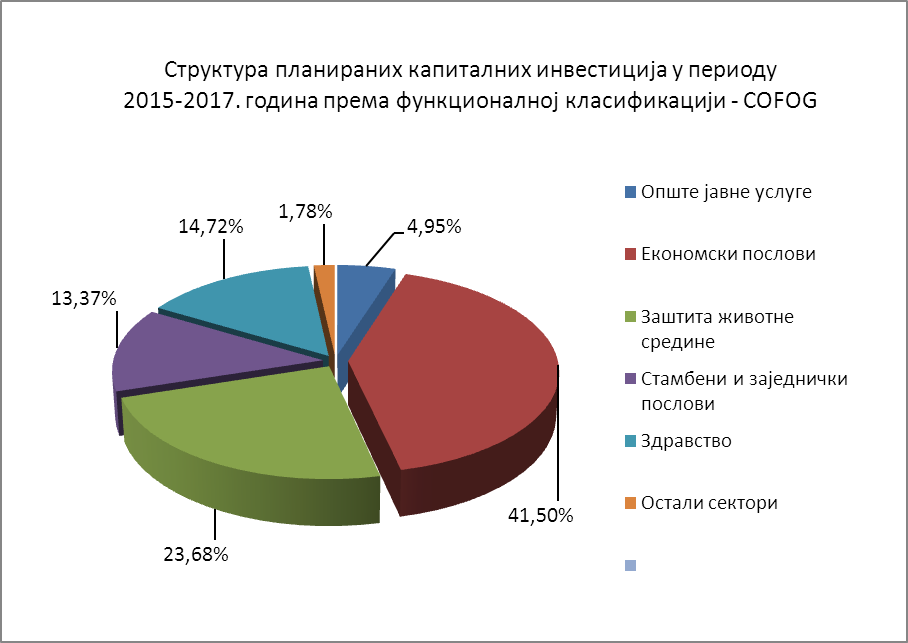 Структура планираних капиталних инвестиција у периоду
2015-2017. година према функционалној класификацији - COFOG
1,78%
4,95%
14,72%
13,37%
41,50%
23,68%
Опште јавне услуге
Економски послови
Заштита животне
средине
Стамбени и заједнички
послови
Здравство
Остали сектори